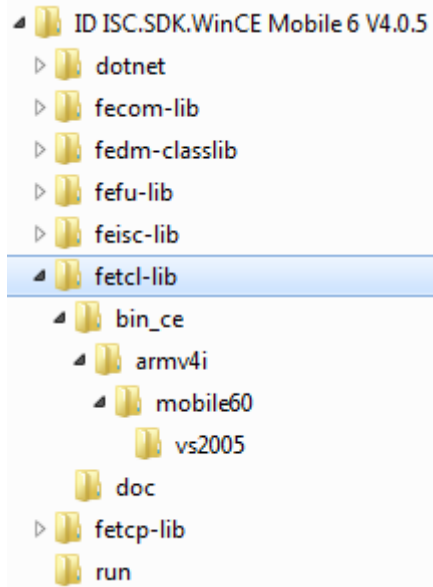 ID ISC.SDK.WinCE Mobile 6 V4.0.5
dotnet
fecom-lib
fedm-classlib
fefu-lib
feisc-lib
fetcl-lib
bin_ce
armv4i
mobile60
vs2005
doc
fetcp-lib
run